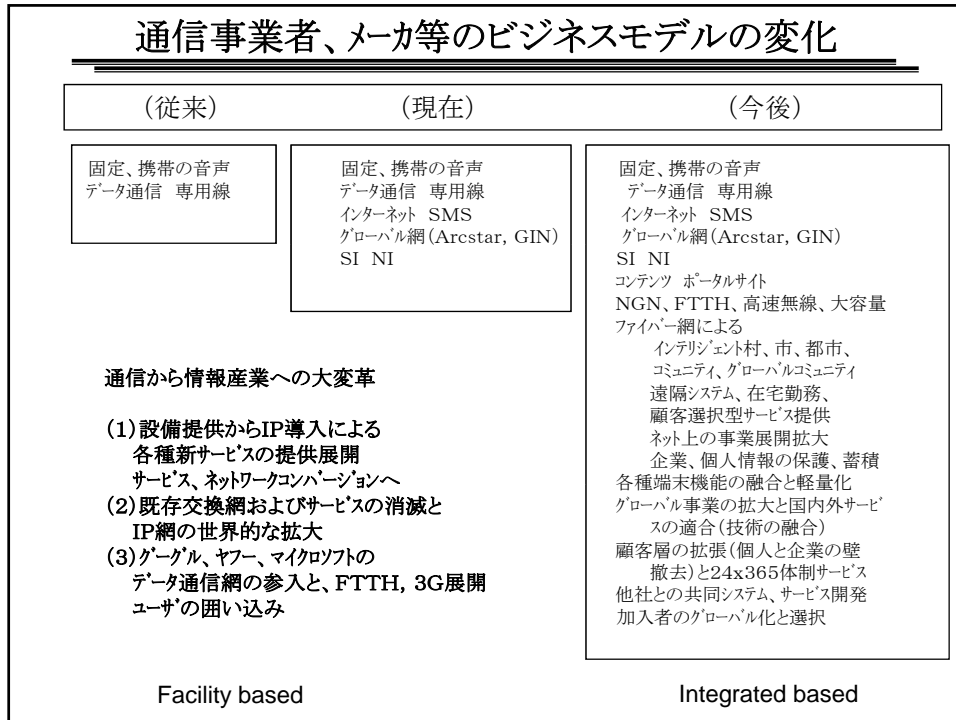 通信事業者、ﾒｰｶ等のビジネスモデルの変化
（従来）
（現在）
（今後）
固定、携帯の音声
ﾃﾞｰﾀ通信　専用線
固定、携帯の音声
ﾃﾞｰﾀ通信　専用線
ｲﾝﾀｰﾈｯﾄ　SMS
ｸﾞﾛｰﾊﾞﾙ網（Arcstar, GIN）
SI　NI
固定、携帯の音声
ﾃﾞｰﾀ通信　専用線
ｲﾝﾀｰﾈｯﾄ　SMS
ｸﾞﾛｰﾊﾞﾙ網（Arcstar, GIN）
SI　NI
ｺﾝﾃﾝﾂ　ﾎﾟｰﾀﾙｻｲﾄ
NGN、FTTH、高速無線、大容量
ﾌｧｲﾊﾞｰ網による
ｲﾝﾃﾘｼﾞｪﾝﾄ村、市、都市、
ｺﾐｭﾆﾃｨ、ｸﾞﾛｰﾊﾞﾙｺﾐｭﾆﾃｨ
遠隔ｼｽﾃﾑ、在宅勤務、
顧客選択型ｻｰﾋﾞｽ提供
ﾈｯﾄ上の事業展開拡大
企業、個人情報の保護、蓄積
各種端末機能の融合と軽量化
ｸﾞﾛｰﾊﾞﾙ事業の拡大と国内外ｻｰﾋﾞ
ｽの適合（技術の融合）
顧客層の拡張（個人と企業の壁
撤去）と24x365体制ｻｰﾋﾞｽ
他社との共同ｼｽﾃﾑ、ｻｰﾋﾞｽ開発
加入者のｸﾞﾛｰﾊﾞﾙ化と選択
通信から情報産業への大変革
（1）設備提供からIP導入による
各種新ｻｰﾋﾞｽの提供展開
ｻｰﾋﾞｽ、ﾈｯﾄﾜｰｸｺﾝﾊﾞｰｼﾞｮﾝへ
（2）既存交換網およびｻｰﾋﾞｽの消滅と
IP網の世界的な拡大
（3）ｸﾞｰｸﾞﾙ、ﾔﾌｰ、ﾏｲｸﾛｿﾌﾄの
ﾃﾞｰﾀ通信網の参入と、FTTH, 3G展開
ﾕｰｻﾞの囲い込み
Facility based
Integrated based